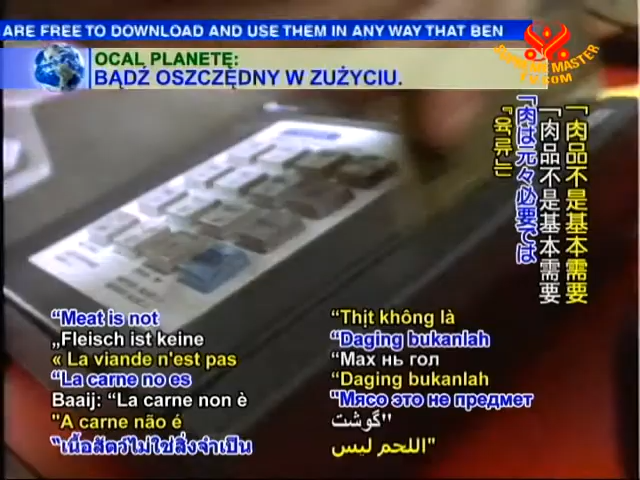 ARE FREE TO DOWNLOAD AND USE THEM IN ANY WAY THAT BEN
SUPREME MASTER
TV.COM
OCAL PLANETĘ:
BĄDŹ OSZCZĘDNY W ZUŻYCIU.
「肉品不是基本需要
「肉品不是基本需要
「肉は元々必要では
『육류』는
“Meat is not
„Fleisch ist keine
« La viande n'est pas
“La carne no es
Baaij: “La carne non è
"A carne não é
“เนื้อสัตว์ไม่ใช่สิ่งจำเป็น
“Thịt không là
“Daging bukanlah
“Мах нь гол
“Daging bukanlah
"Мясо это не предмет
"گوشت
"اللحم ليس